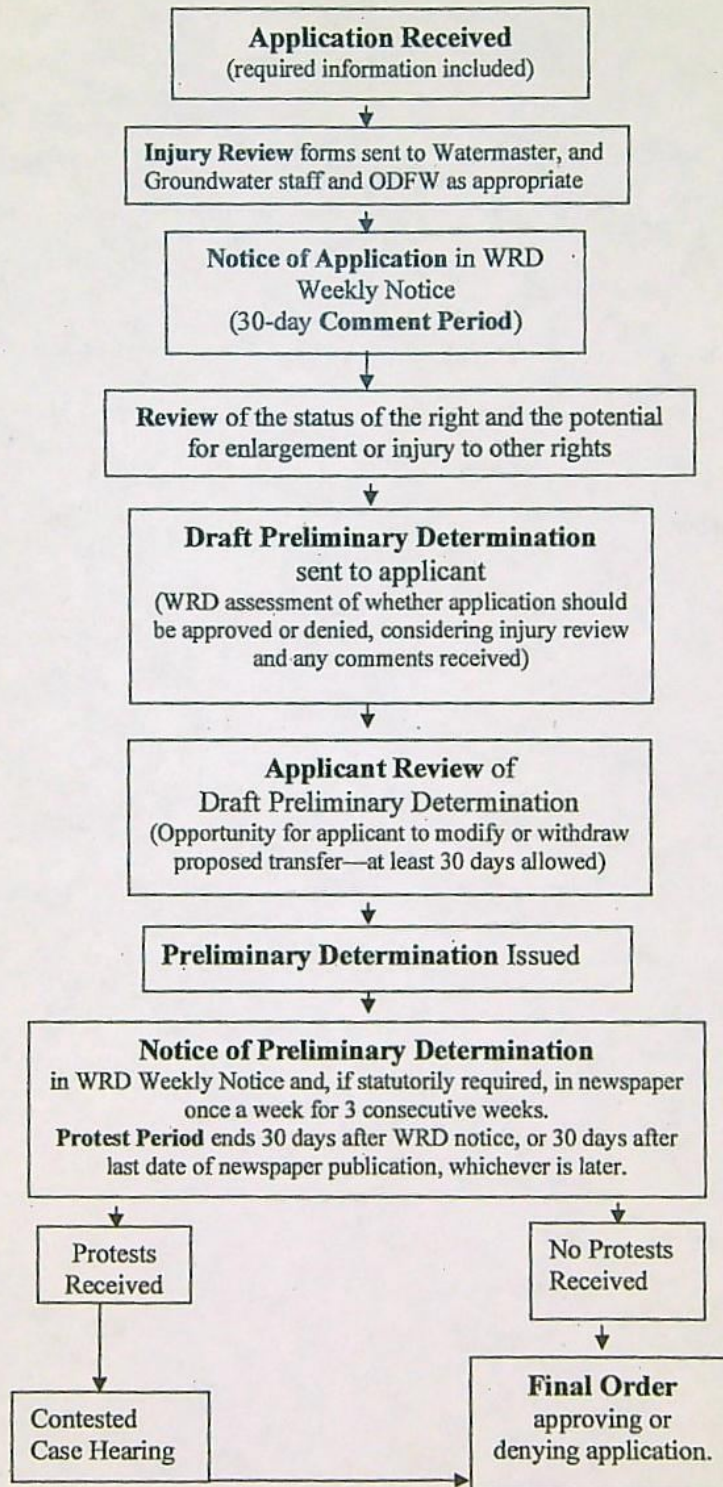 Application Received
(required information included)
Injury Review forms sent to Watermaster, and
Groundwater staff and ODFW as appropriate
Notice of Application in WRD
Weekly Notice
(30-day Comment Period)
Review of the status of the right and the potential
for enlargement or injury to other rights
Draft Preliminary Determination
sent to applicant
(WRD assessment of whether application should
be approved or denied, considering injury review
and any comments received)
Applicant Review of
Draft Preliminary Determination
(Opportunity for applicant to modify or withdraw
proposed transfer—at least 30 days allowed)
Preliminary Determination Issued
Notice of Preliminary Determination
in WRD Weekly Notice and, if statutorily required, in newspaper
once a week for 3 consecutive weeks.
Protest Period ends 30 days after WRD notice, or 30 days after
last date of newspaper publication, whichever is later.
Protests
Received
No Protests
Received
Contested
Case Hearing
Final Order
approving or
denying application.